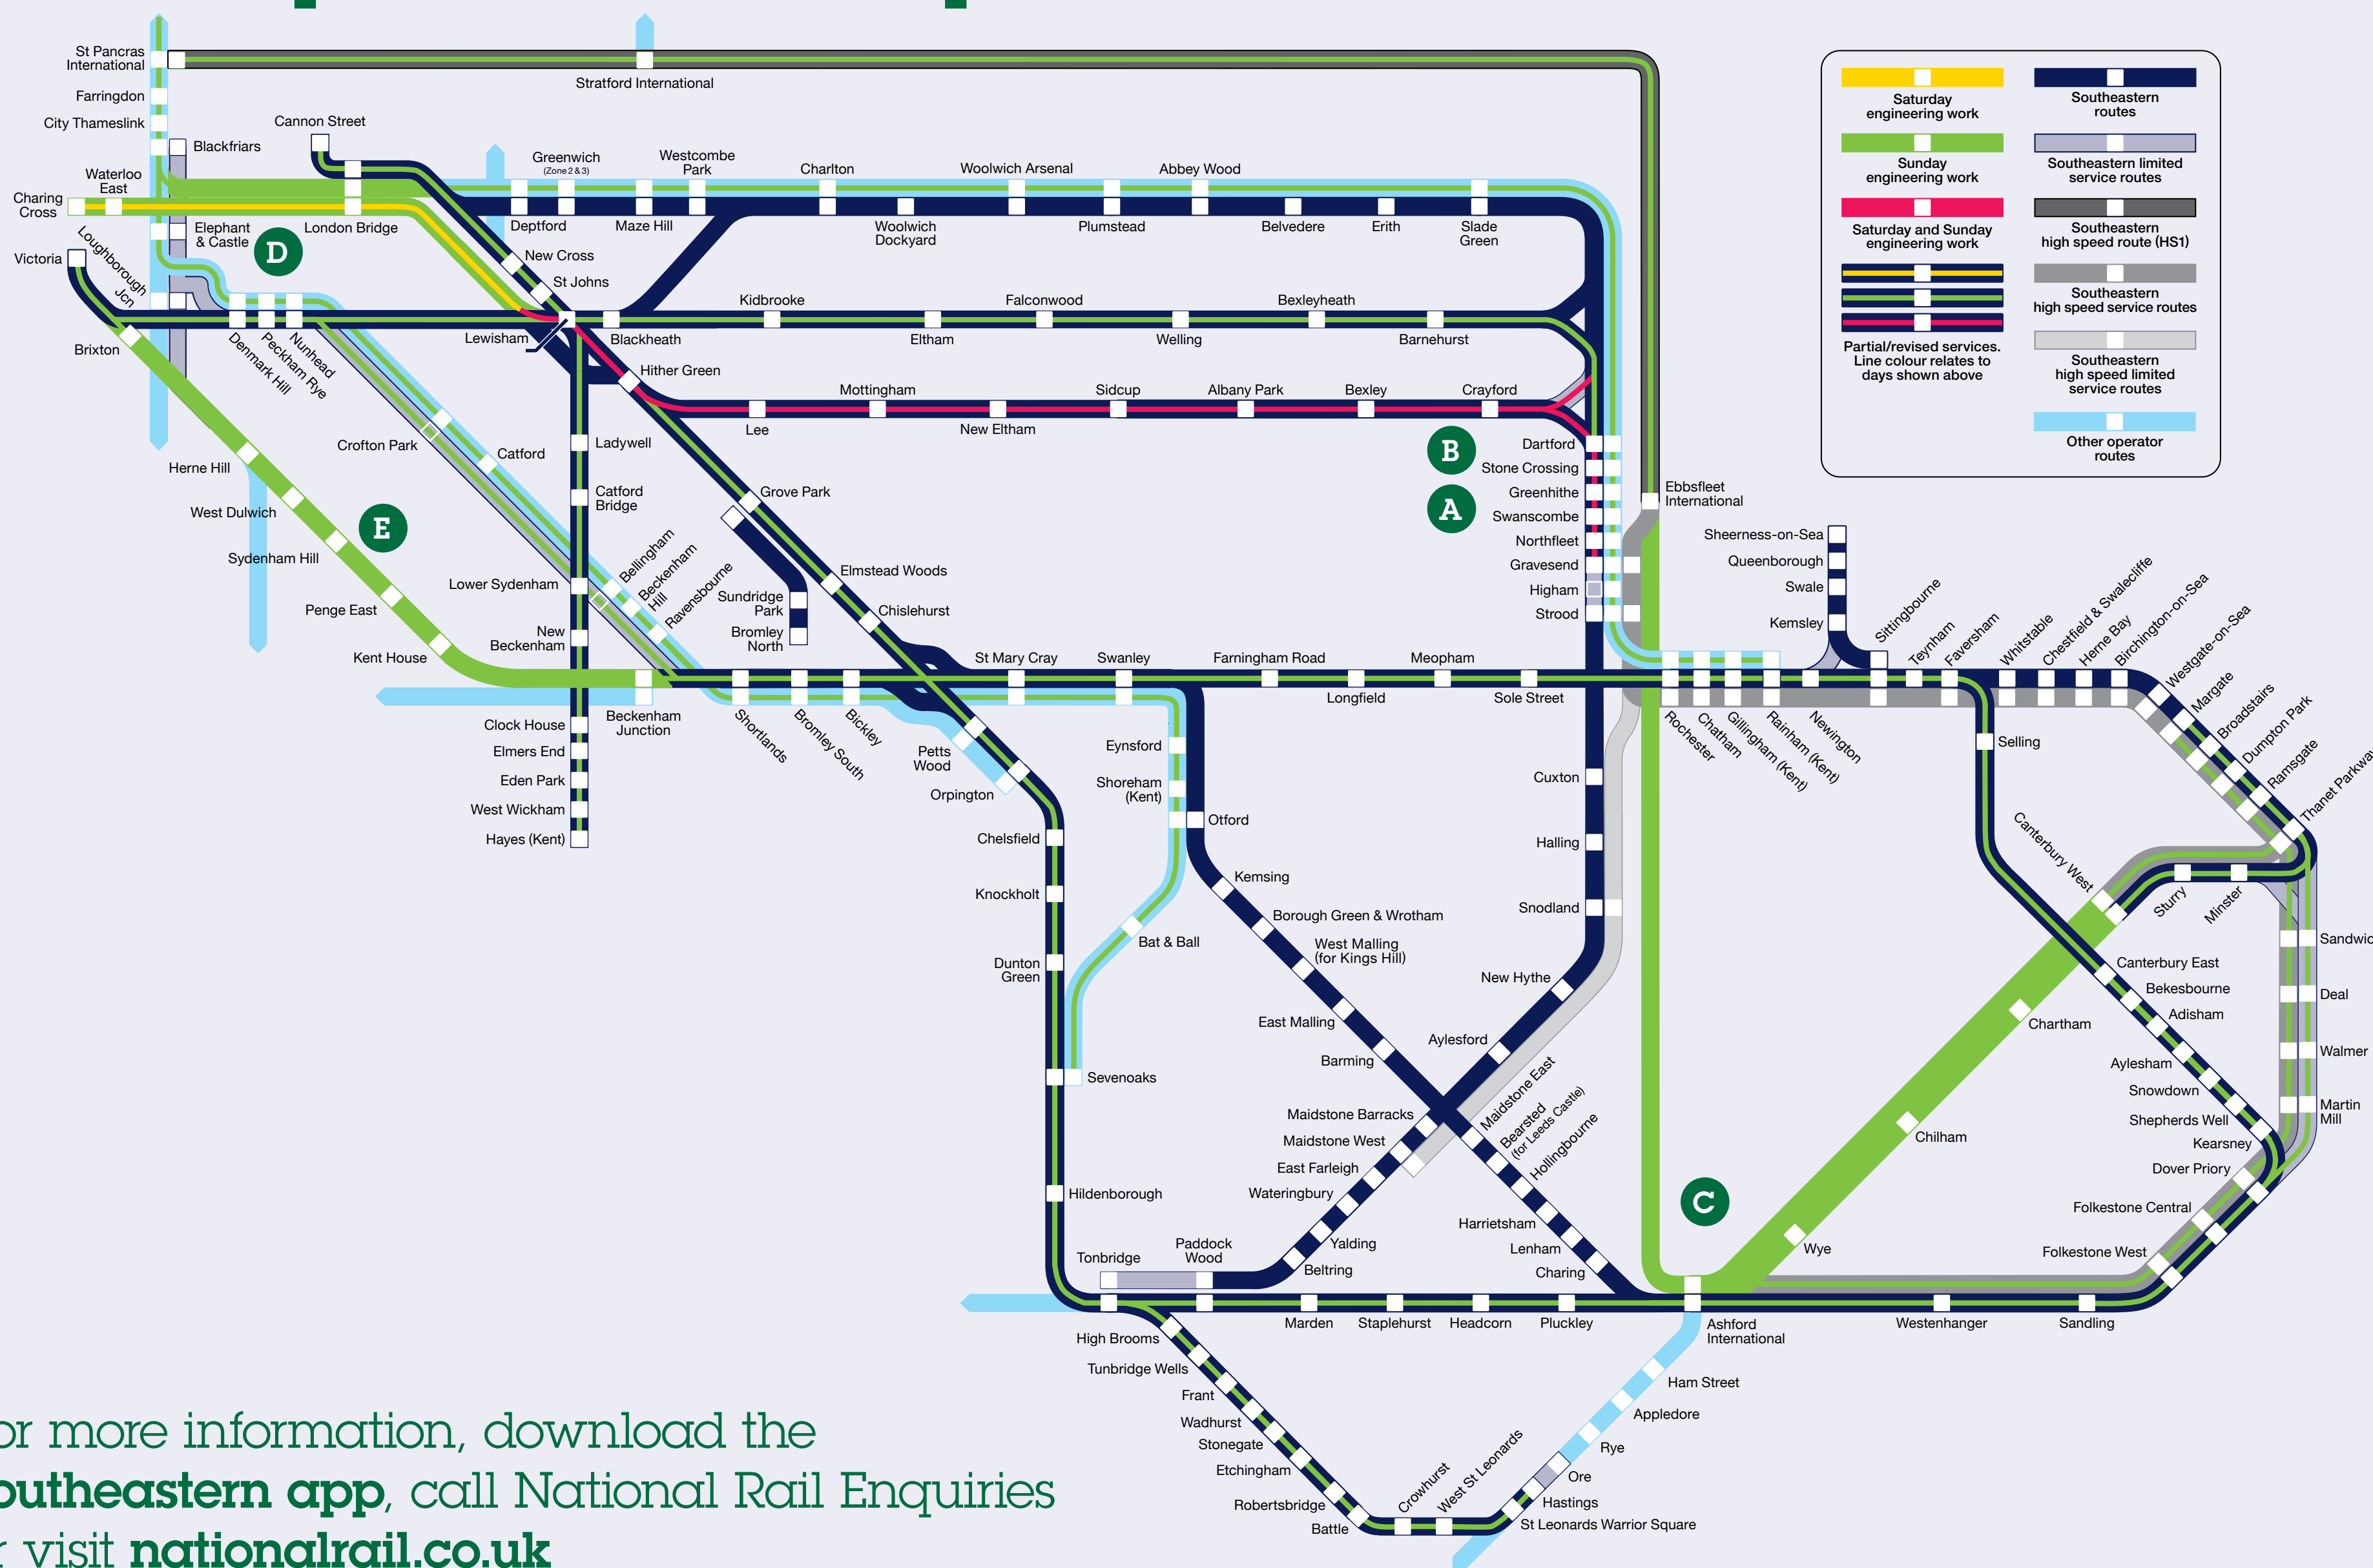 St Pancras
International
Farringdon
City Thameslink
Blackfriars
Waterloo
East
Charing
Cross
Elephant
& Castle
Victoria
Loughborough
Jcn
Brixton
Cannon Street
London Bridge
D
Stratford International
Greenwich
(Zone 2 & 3)
Westcombe
Park
Charlton
Woolwich Arsenal
Abbey Wood
Deptford
Maze Hill
Woolwich
Dockyard
Plumstead
Belvedere
Erith
Slade
Green
New Cross
St Johns
Lewisham
Blackheath
Kidbrooke
Eltham
Falconwood
Welling
Bexleyheath
Barnehurst
Denmark Hill
Peckham Rye
Nunhead
Hither Green
Lee
Mottingham
New Eltham
Sidcup
Albany Park
Bexley
Crayford
Crofton Park
Catford
Ladywell
Catford
Bridge
Herne Hill
West Dulwich
E
Sydenham Hill
Penge East
Kent House
Lower Sydenham
New
Beckenham
Bellingham
Beckenham
Hill
Ravensbourne
Grove Park
Sundridge
Park
Bromley
North
Elmstead Woods
Chislehurst
Clock House
Elmers End
Eden Park
West Wickham
Hayes (Kent)
Beckenham
Junction
Shortlands
Bromley South
Bickley
Petts
Wood
Orpington
St Mary Cray
Swanley
Farningham Road
Longfield
Meopham
Sole Street
B
A
Dartford
Stone Crossing
Greenhithe
Swanscombe
Northfleet
Gravesend
Higham
Strood
Ebbsfleet
International
Sheerness-on-Sea
Queenborough
Swale
Kemsley
Sittingbourne
Teynham
Faversham
Whitstable
Chestfield & Swalecliffe
Herne Bay
Birchington-on-Sea
Westgate-on-Sea
Margate
Broadstairs
Dumpton Park
Ramsgate
Thanet Parkway
Rochester
Chatham
Gillingham (Kent)
Rainham (Kent)
Newington
Selling
Eynsford
Shoreham
(Kent)
Otford
Chelsfield
Knockholt
Dunton
Green
Bat & Ball
Sevenoaks
Kemsing
Borough Green & Wrotham
West Malling
(for Kings Hill)
East Malling
Barming
Cuxton
Halling
Snodland
New Hythe
Aylesford
Maidstone Barracks
Maidstone West
East Farleigh
Wateringbury
Yalding
Beltring
Maidstone East
Bearsted
(for Leeds Castle)
Hollingbourne
Harrietsham
Lenham
Charing
C
Canterbury West
Sturry
Minster
Canterbury East
Bekesbourne
Adisham
Aylesham
Snowdown
Shepherds Well
Kearsney
Dover Priory
Folkestone Central
Folkestone West
Deal
Walmer
Martin
Mill
Chartham
Chilham
Wye
Hildenborough
Tonbridge
Paddock
Wood
Marden
Staplehurst
Headcorn
Pluckley
Ashford
International
Westenhanger
Sandling
High Brooms
Tunbridge Wells
Frant
Wadhurst
Stonegate
Etchingham
Robertsbridge
Battle
Crowhurst
West St Leonards
St Leonards Warrior Square
Hastings
Ore
Rye
Appledore
Ham Street
Saturday
engineering work
Sunday
engineering work
Saturday and Sunday
engineering work
Partial/revised services.
Line colour relates to
days shown above
Southeastern
routes
Southeastern limited
service routes
Southeastern
high speed route (HS1)
Southeastern
high speed service routes
Southeastern
high speed limited
service routes
Other operator
routes
or more information, download the
outheastern app, call National Rail Enquiries
r visit nationalrail.co.uk